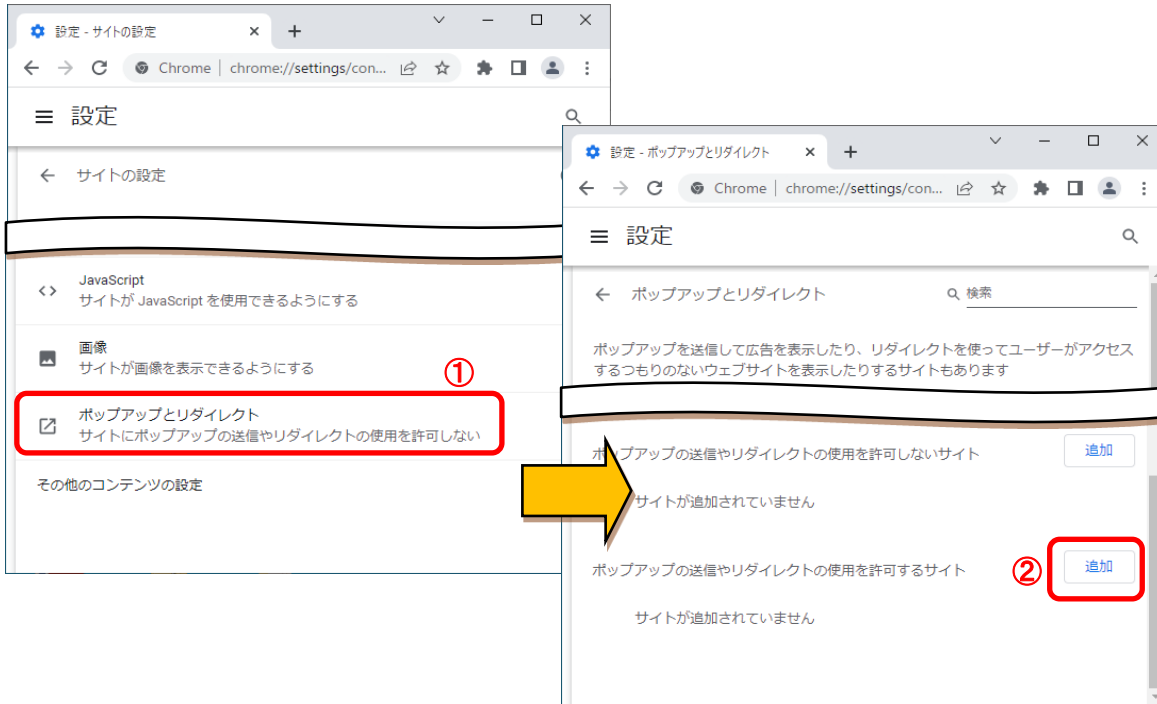 設定 - サイトの設定
Chrome | chrome://settings/con...
設定
サイトの設定
JavaScript
サイトが JavaScript を使用できるようにする
画像
サイトが画像を表示できるようにする
①
ポップアップとリダイレクト
サイトにポップアップの送信やリダイレクトの使用を許可しない
その他のコンテンツの設定
設定 - ポップアップとリダイレクト
Chrome | chrome://settings/con...
設定
ポップアップとリダイレクト
検索
ポップアップを送信して広告を表示したり、リダイレクトを使ってユーザーがアクセス
するつもりのないウェブサイトを表示したりするサイトもあります
ポップアップの送信やリダイレクトの使用を許可しないサイト
追加
サイトが追加されていません
ポップアップの送信やリダイレクトの使用を許可するサイト
②
追加
サイトが追加されていません